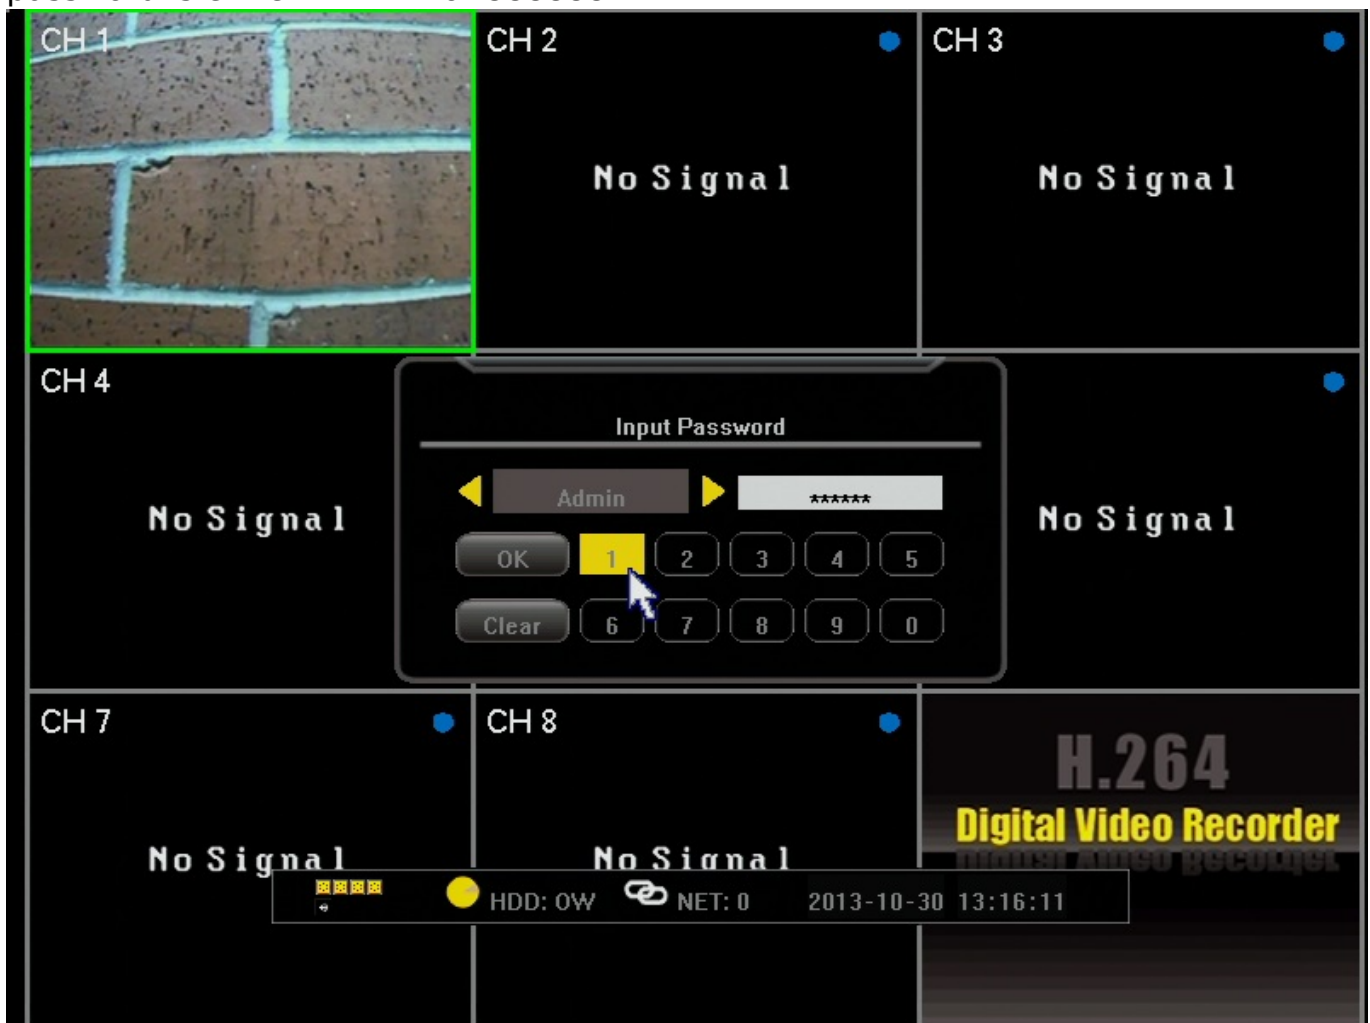 CH 1
CH 2
CH 3
No Signal
No Signal
CH 4
Input Password
Admin
******
No Signal
No Signal
OK
1
2
3
4
5
Clear
6
7
8
9
0
CH 7
CH 8
H.264
Digital Video Recorder
No Signal
No Signal
HDD: OW
NET: 0
2013-10-30 13:16:11